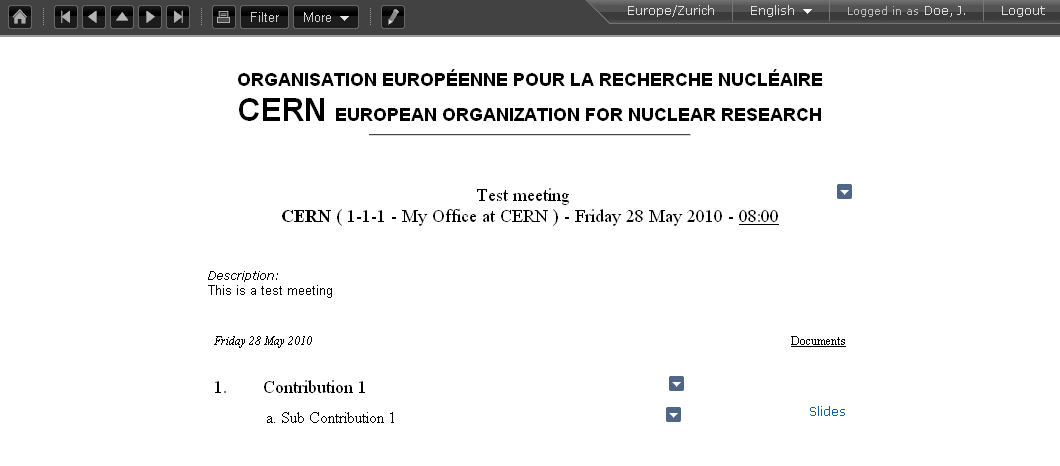 Filter More Europe/Zurich English Logged in as Doe, J. Logout
ORGANISATION EUROPÉENNE POUR LA RECHERCHE NUCLÉAIRE
CERN EUROPEAN ORGANIZATION FOR NUCLEAR RESEARCH
Test meeting
CERN ( 1-1-1 - My Office at CERN ) - Friday 28 May 2010 - 08:00
Description:
This is a test meeting
Friday 28 May 2010 Documents
1. Contribution 1
a. Sub Contribution 1 Slides